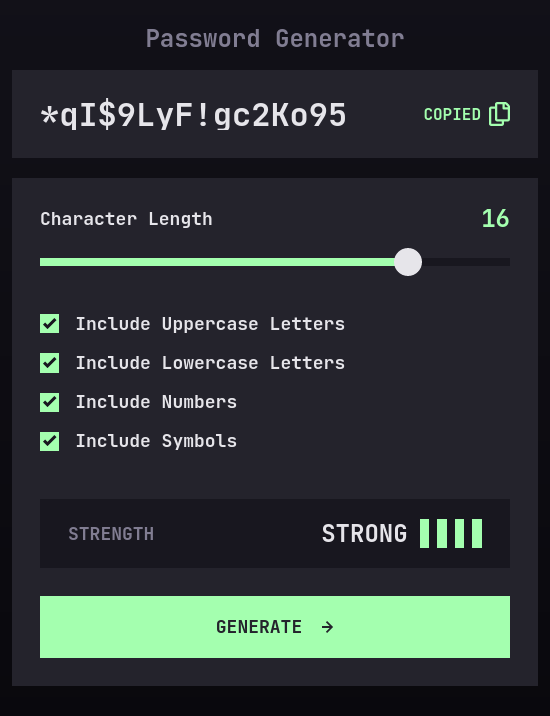 Password Generator
*qI$9LyF!gc2Ko95
COPIED
Character Length
16
Include Uppercase Letters
Include Lowercase Letters
Include Numbers
Include Symbols
STRENGTH
STRONG
GENERATE →